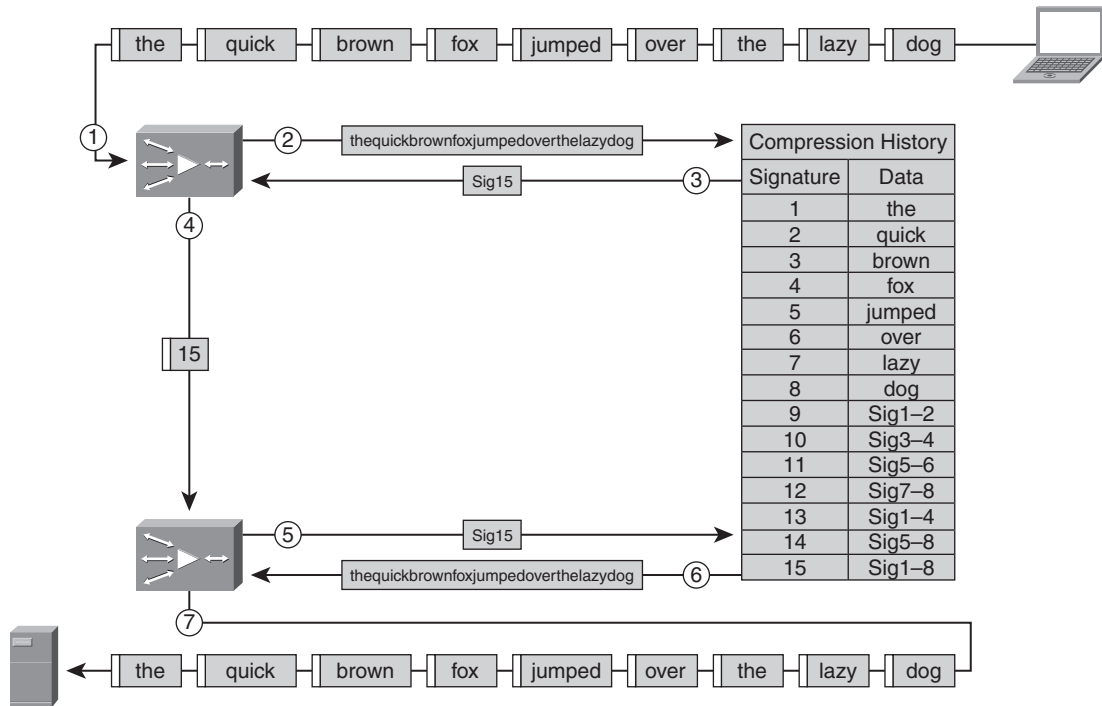 the quick brown fox jumped over the lazy dog
1
2 thequickbrownfoxjumpedoverthelazydog
Sig15 3
4
15
Compression History
Signature Data
1 the
2 quick
3 brown
4 fox
5 jumped
6 over
7 lazy
8 dog
9 Sig1–2
10 Sig3–4
11 Sig5–6
12 Sig7–8
13 Sig1–4
14 Sig5–8
15 Sig1–8
5 Sig15
thequickbrownfoxjumpedoverthelazydog 6
7
the quick brown fox jumped over the lazy dog